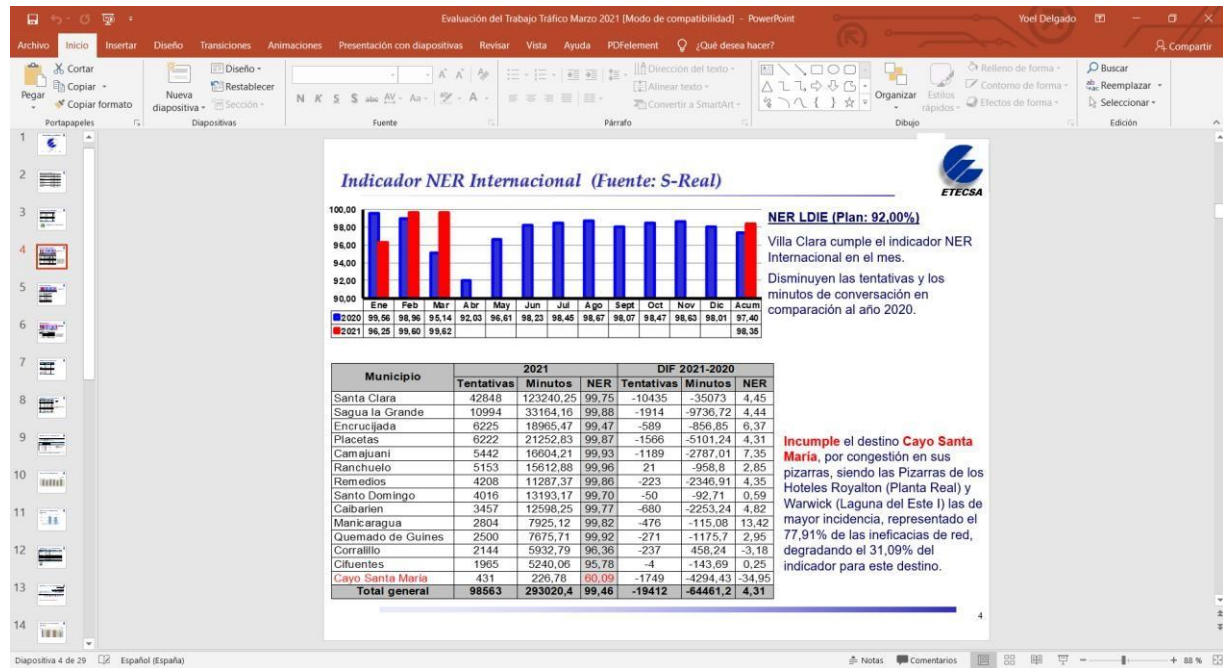 Evaluación del Trabajo Tráfico Marzo 2021 [Modo de compatibilidad] - PowerPoint
Yoel Delgado
Archivo Inicio Insertar Diseño Transiciones Animaciones Presentación con diapositivas Revisar Vista Ayuda PDFelement ¿Qué desea hacer? Compartir
Pegar
Cortar
Copiar
Copiar formato
Portapapeles
Nueva diapositiva
Diseño
Restablecer
Sección
Diapositivas
N K S S abc AV Aa A
Fuente
Dirección del texto
Alinear texto
Convertir a SmartArt
Párrafo
Organizar
Estilos rápidos
Relleno de forma
Contorno de forma
Efectos de forma
Dibujo
Buscar
Reemplazar
Seleccionar
Edición
1
2
3
4
5
6
7
8
9
10
11
12
13
14
Indicador NER Internacional (Fuente: S-Real)
ETECSA
100,00
98,00
96,00
94,00
92,00
90,00
Ene Feb Mar Abr May Jun Jul Ago Sept Oct Nov Dic Acum
2020 99,56 98,96 95,14 92,03 96,61 98,23 98,45 98,67 98,07 98,47 98,63 98,01 97,40
2021 96,25 99,60 99,62 98,35
NER LDIE (Plan: 92,00%)
Villa Clara cumple el indicador NER
Internacional en el mes.
Disminuyen las tentativas y los
minutos de conversación en
comparación al año 2020.
Municipio 2021 DIF 2021-2020
Tentativas Minutos NER Tentativas Minutos NER
Santa Clara 42848 123240,25 99,75 -10435 -35073 4,45
Sagua la Grande 10994 33164,16 99,88 -1914 -9736,72 4,44
Encrucijada 6225 18965,47 99,47 -589 -856,85 6,37
Placetas 6222 21252,83 99,87 -1566 -5101,24 4,31
Camajuani 5442 16604,21 99,93 -1189 -2787,01 7,35
Ranchuelo 5153 15612,88 99,96 21 -958,8 2,85
Remedios 4208 11287,37 99,86 -223 -2346,91 4,35
Santo Domingo 4016 13193,17 99,70 -50 -92,71 0,59
Caibarien 3457 12598,25 99,77 -680 -2253,24 4,82
Manicaragua 2804 7925,12 99,82 -476 -115,08 13,42
Quemado de Guines 2500 7675,71 99,92 -271 -1175,7 2,95
Corralillo 2144 5932,79 96,36 -237 458,24 -3,18
Cifuentes 1965 5240,06 95,78 -4 -143,69 0,25
Cayo Santa Maria 431 226,78 60,09 -1749 -4294,43 -34,95
Total general 98563 293020,4 99,46 -19412 -64461,2 4,31
Incumple el destino Cayo Santa
María, por congestión en sus
pizarras, siendo las Pizarras de los
Hoteles Royalton (Planta Real) y
Warwick (Laguna del Este I) las de
mayor incidencia, representado el
77,91% de las ineficacias de red,
degradando el 31,09% del
indicador para este destino.
4
Diapositiva 4 de 29 Español (España) Notas Comentarios 88 %